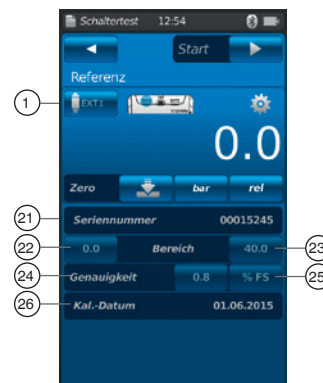 Schaltertest 12:54
Start
Referenz
1 EXT1
0.0
Zero bar rel
21 Seriennummer 00015245
22 0.0 Bereich 40.0 23
24 Genauigkeit 0.8 % FS 25
26 Kal.-Datum 01.06.2015